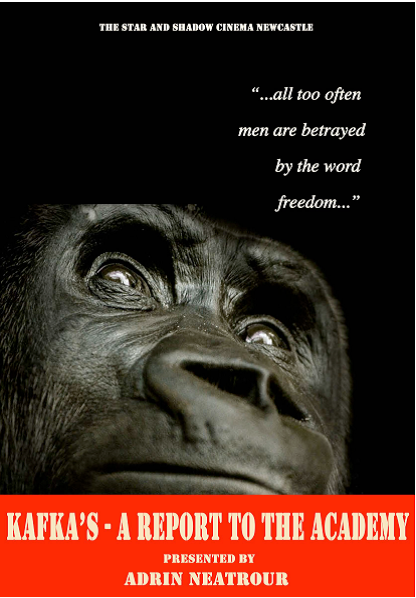 THE STAR AND SHADOW CINEMA NEWCASTLE
“...all too often
men are betrayed
by the word
freedom...”
KAFKA'S - A REPORT TO THE ACADEMY
PRESENTED BY
ADRIN NEATROUR